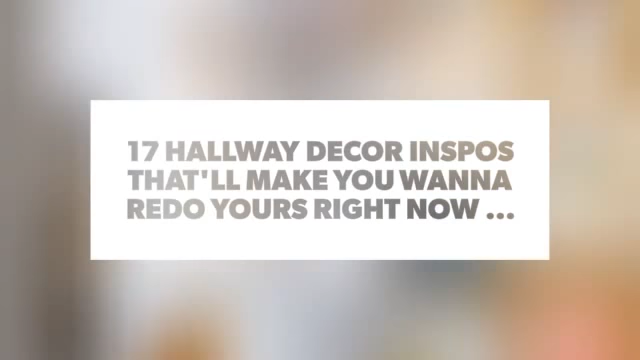 17 HALLWAY DECOR INSPOS
THAT'LL MAKE YOU WANNA
REDO YOURS RIGHT NOW ...